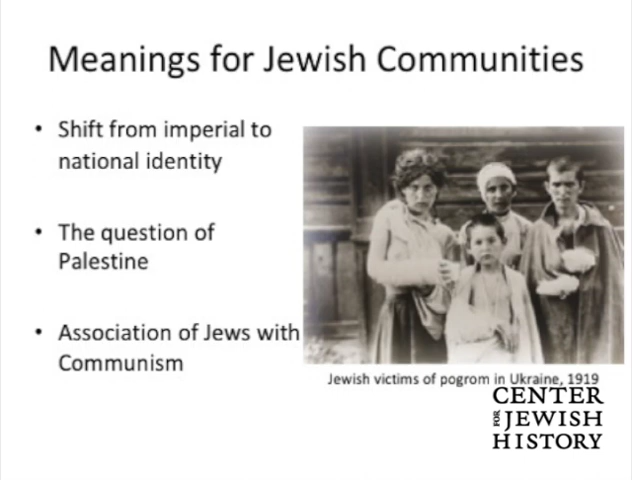 Meanings for Jewish Communities
• Shift from imperial to
national identity
• The question of
Palestine
• Association of Jews with
Communism
Jewish victims of pogrom in Ukraine, 1919
CENTER
FOR JEWISH
HISTORY